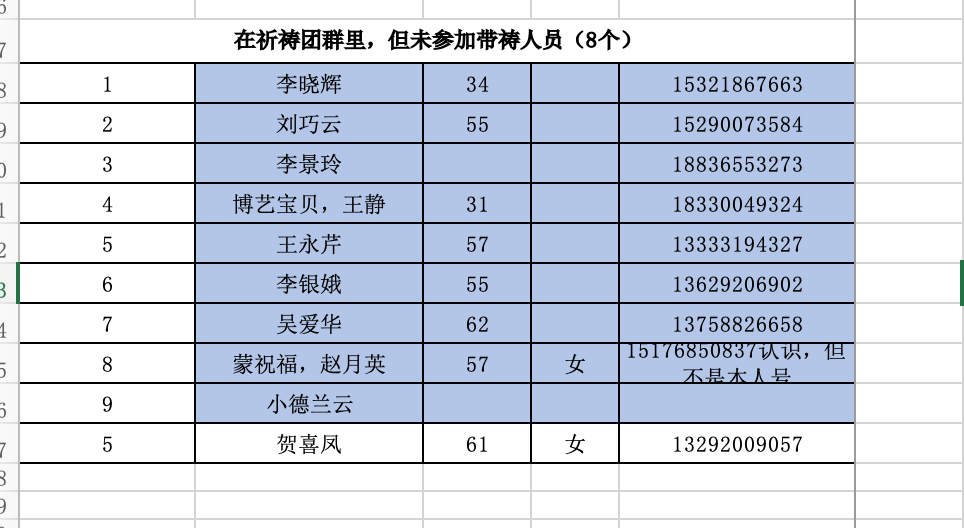 在祈祷团群里，但未参加带祷人员（8个）
1 李晓辉 34 15321867663
2 刘巧云 55 15290073584
3 李景玲 18836553273
4 博艺宝贝，王静 31 18330049324
5 王永芹 57 13333194327
6 李银娥 55 13629206902
7 吴爱华 62 13758826658
8 蒙祝福，赵月英 57 女 15176850837认识，但
不是本人号
9 小德兰云
5 贺喜凤 61 女 13292009057